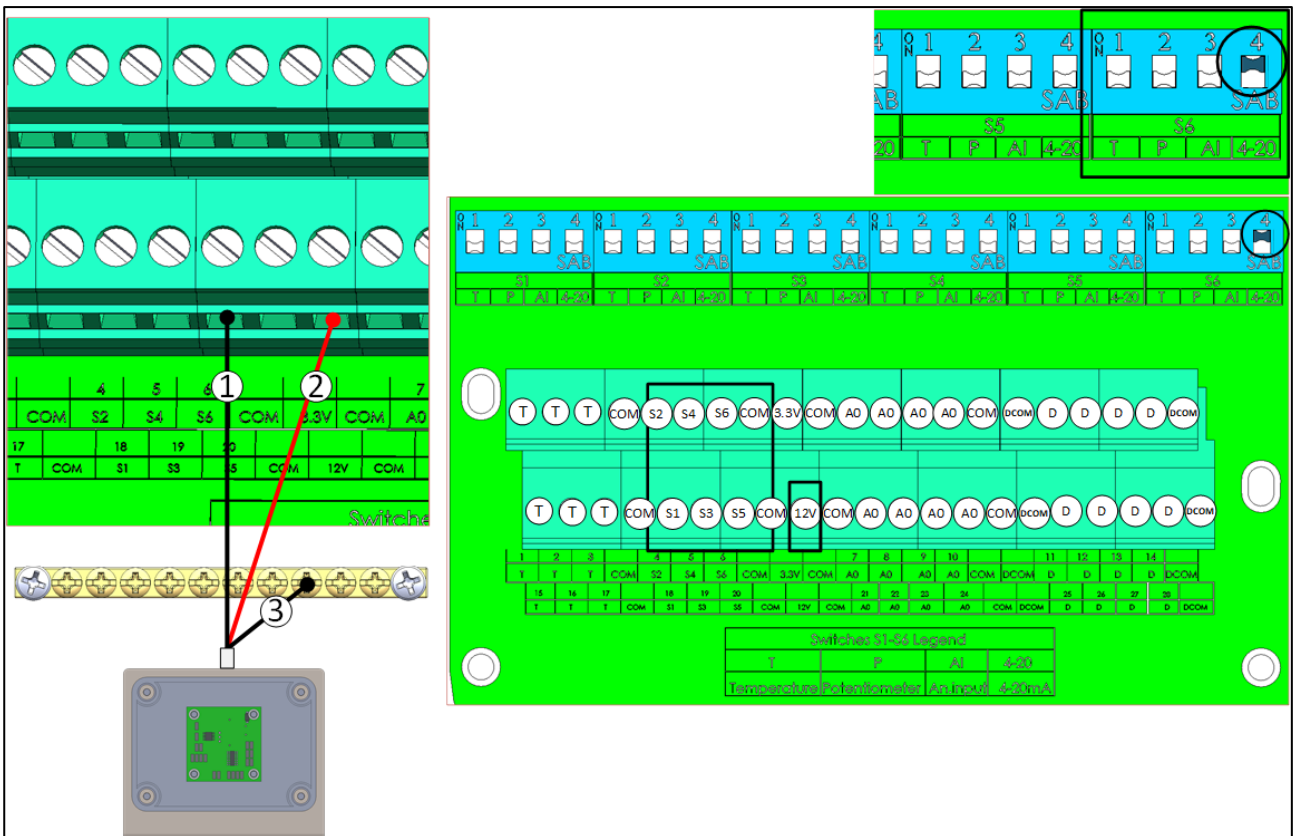 4 ON 1 2 3 4 ON 1 2 3 4
AB SAB SAB
S5 S6
20 T P AI 4-20 T P AI 4-20
ON 1 2 3 4 ON 1 2 3 4 ON 1 2 3 4 ON 1 2 3 4 ON 1 2 3 4 ON 1 2 3 4
SAB SAB SAB SAB SAB SAB
S1 S2 S3 S4 S5 S6
T P AI 4-20 T P AI 4-20 T P AI 4-20 T P AI 4-20 T P AI 4-20 T P AI 4-20
1 2
4 5 6 7
COM S2 S4 S6 COM 3.3V COM A0
17 18 19 20
T COM S1 S3 S5 COM 12V COM
Switche
3
T T T COM S2 S4 S6 COM 3.3V COM A0 A0 A0 A0 COM DCOM D D D D DCOM
T T T COM S1 S3 S5 COM 12V COM A0 A0 A0 A0 COM DCOM D D D D DCOM
1 2 3 4 5 6 7 8 9 10 11 12 13 14
T T T COM S2 S4 S6 COM 3.3V COM A0 A0 A0 A0 COM DCOM D D D D DCOM
15 16 17 18 19 20 21 22 23 24 25 26 27 28
T T T COM S1 S3 S5 COM 12V COM A0 A0 A0 A0 COM DCOM D D D D DCOM
Switches S1-S6 Legend
T P AI 4-20
Temperature Potentiometer An.input 4-20mA